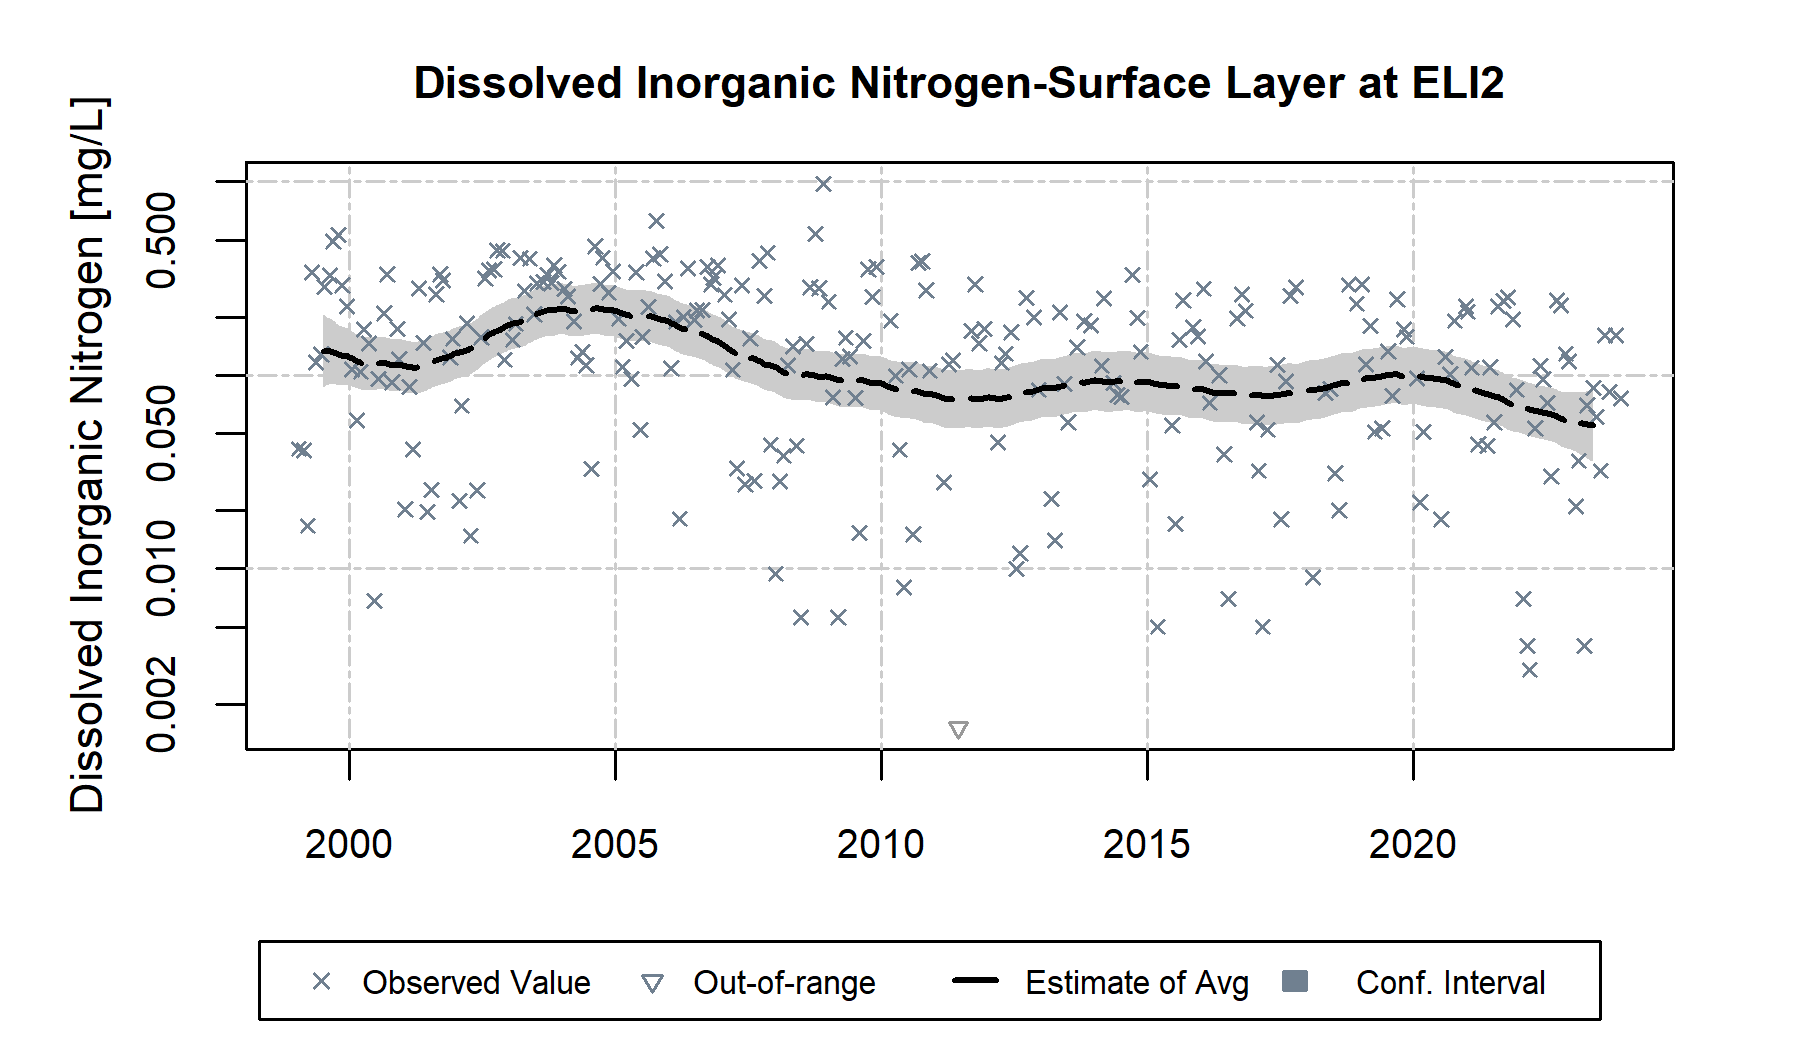 Dissolved Inorganic Nitrogen-Surface Layer at ELI2
Dissolved Inorganic Nitrogen [mg/L]
0.500
0.050
0.010
0.002
2000 2005 2010 2015 2020
Observed Value Out-of-range Estimate of Avg Conf. Interval